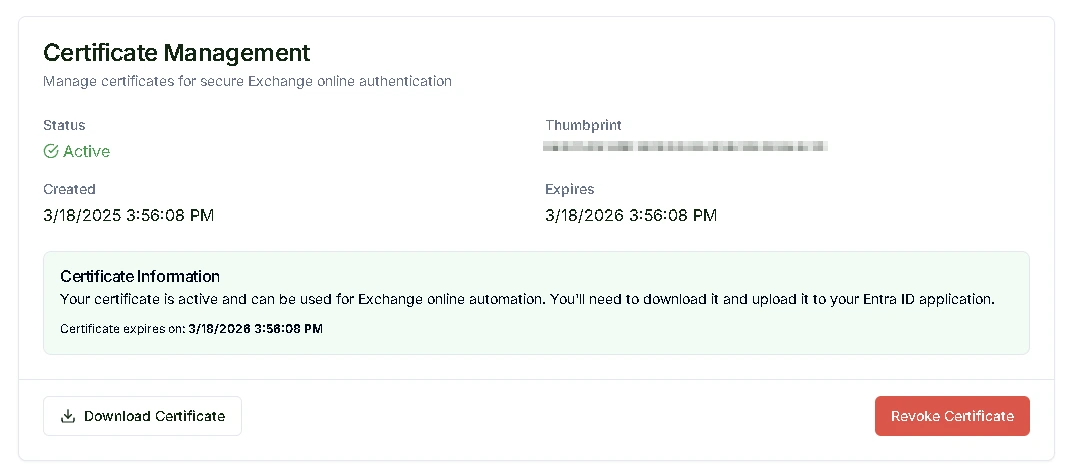 Certificate Management
Manage certificates for secure Exchange online authentication
Status
Active
Thumbprint
Created
3/18/2025 3:56:08 PM
Expires
3/18/2026 3:56:08 PM
Certificate Information
Your certificate is active and can be used for Exchange online automation. You'll need to download it and upload it to your Entra ID application.
Certificate expires on: 3/18/2026 3:56:08 PM
Download Certificate
Revoke Certificate